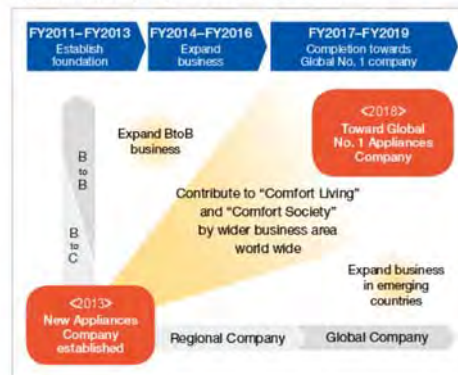 FY2011–FY2013
Establish
foundation
FY2014–FY2016
Expand
business
FY2017–FY2019
Completion towards
Global No. 1 company
<2018>
Toward Global
No. 1 Appliances
Company
Expand BtoB
business
B to B
B to C
Contribute to “Comfort Living”
and “Comfort Society”
by wider business area
world wide
Expand business
in emerging
countries
<2013>
New Appliances
Company
established
Regional Company
Global Company